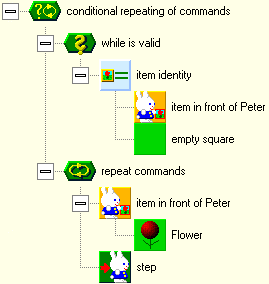 conditional repeating of commands
while is valid
item identity
item in front of Peter
empty square
repeat commands
item in front of Peter
Flower
step